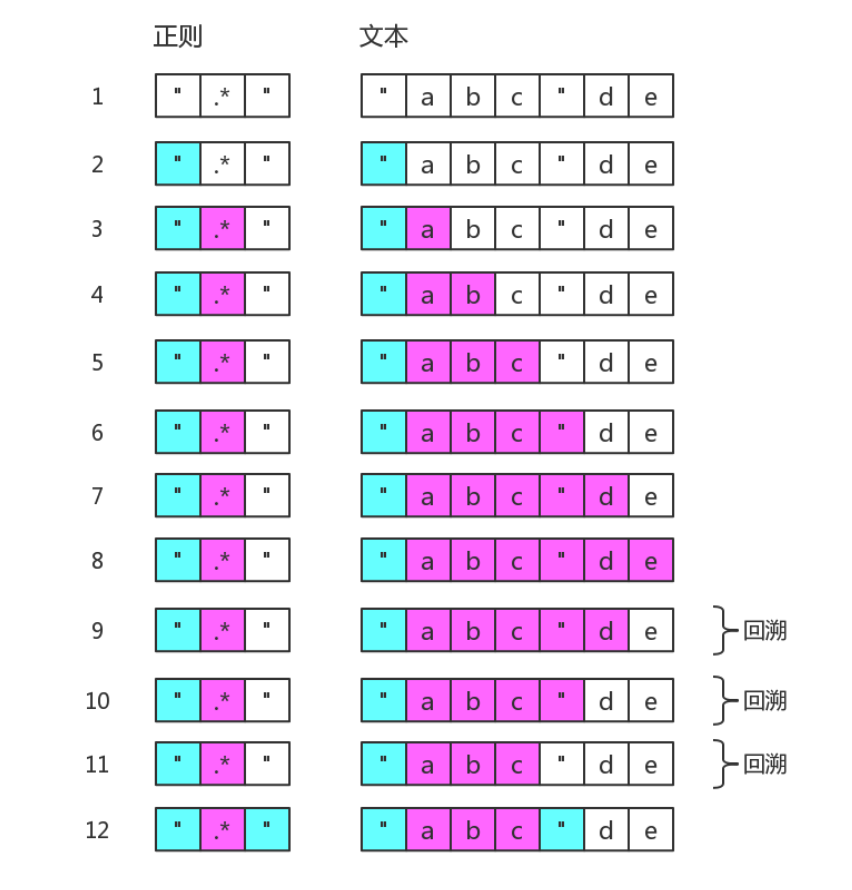 正则 文本
1 " .* " " a b c " d e
2 " .* " " a b c " d e
3 " .* " " a b c " d e
4 " .* " " a b c " d e
5 " .* " " a b c " d e
6 " .* " " a b c " d e
7 " .* " " a b c " d e
8 " .* " " a b c " d e
9 " .* " " a b c " d e 回溯
10 " .* " " a b c " d e 回溯
11 " .* " " a b c " d e 回溯
12 " .* " " a b c " d e